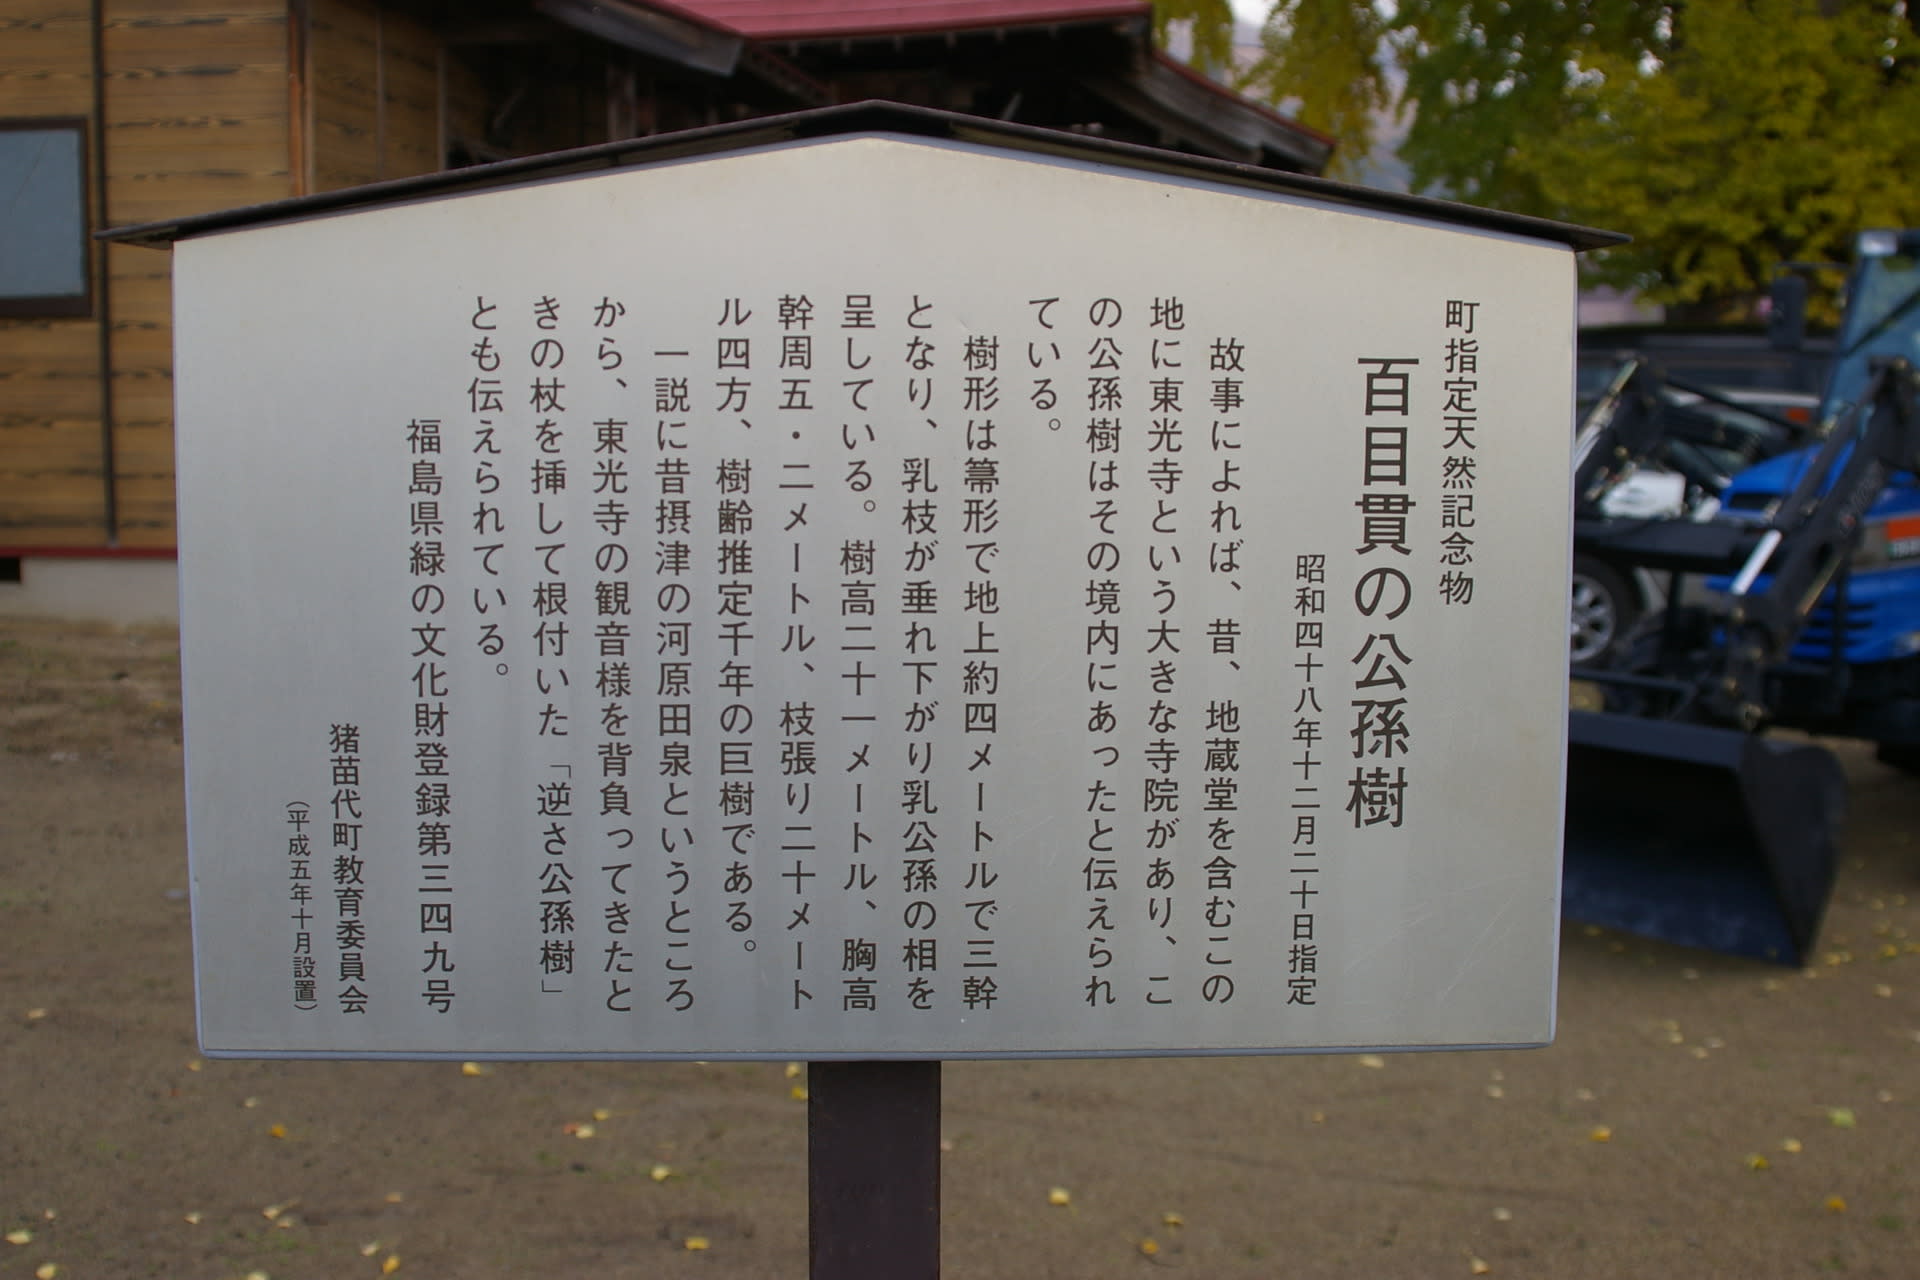 町指定天然記念物
百目貫の公孫樹
昭和四十八年十二月二十日指定
故事によれば、昔、地蔵堂を含むこの
地に東光寺という大きな寺院があり、こ
の公孫樹はその境内にあったと伝えられ
ている。
樹形は箒形で地上約四メートルで三幹
となり、乳枝が垂れ下がり乳公孫の相を
呈している。樹高二十一メートル、胸高
幹周五・二メートル、枝張り二十メート
ル四方、樹齢推定千年の巨樹である。
一説に昔摂津の河原田泉というところ
から、東光寺の観音様を背負ってきたと
きの杖を挿して根付いた「逆さ公孫樹」
とも伝えられている。
福島県緑の文化財登録第三四九号
猪苗代町教育委員会
（平成五年十月設置）